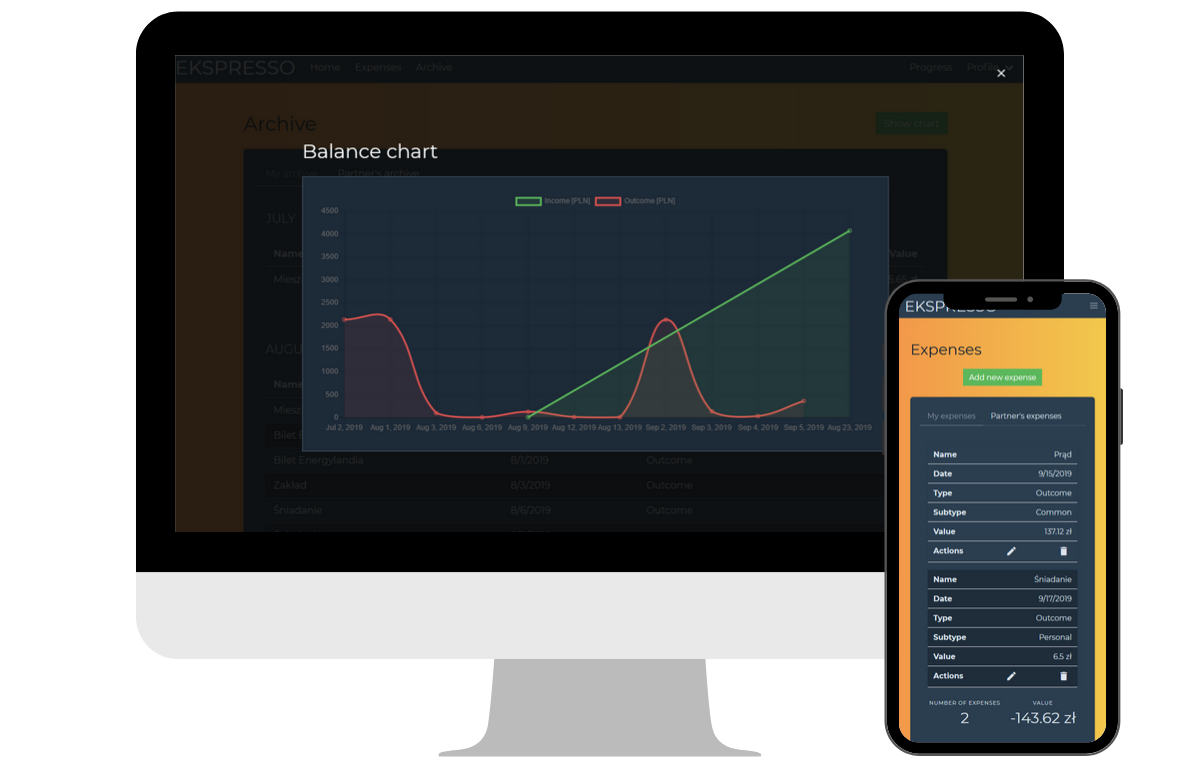 EKSPRESSO Home Expenses Archive Progress Profile
×
Archive Show chart
Balance chart
Partner's archive
Income [PLN] Outcome [PLN]
4500
4000
3500
3000
2500
2000
1500
1000
500
0
Jul 2, 2019 Aug 1, 2019 Aug 3, 2019 Aug 6, 2019 Aug 9, 2019 Aug 12, 2019 Aug 13, 2019 Sep 2, 2019 Sep 3, 2019 Sep 4, 2019 Sep 5, 2019 Aug 23, 2019
JULY
Name Value
AUGU
Name
Bilet Energylandia 8/1/2019 Outcome
Zakład 8/3/2019 Outcome
Śniadanie 8/6/2019 Outcome
Expenses
Add new expense
My expenses Partner's expenses
Name Prąd
Date 9/15/2019
Type Outcome
Subtype Common
Value 137.12 zł
Actions
Name Śniadanie
Date 9/17/2019
Type Outcome
Subtype Personal
Value 6.5 zł
Actions
NUMBER OF EXPENSES VALUE
2 -143.62 zł